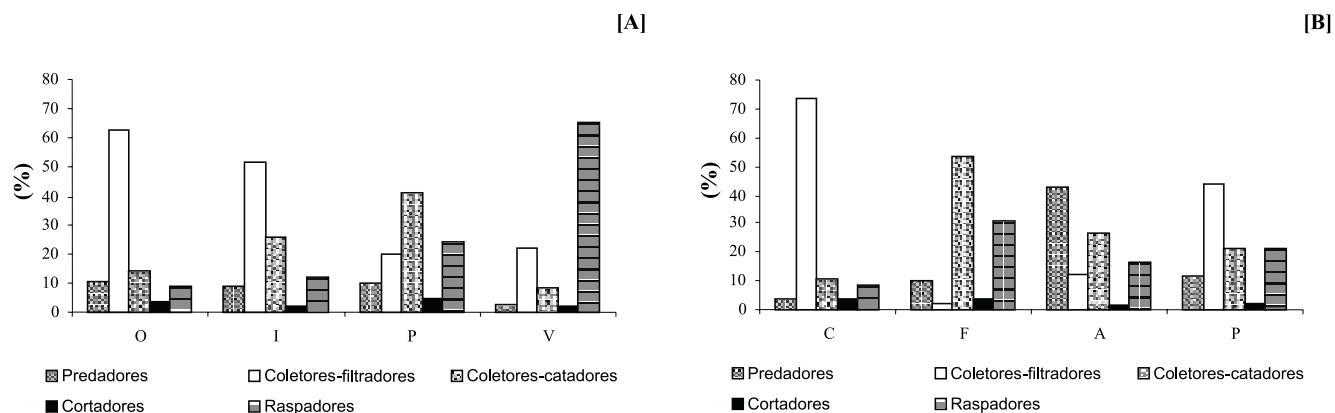 [A]
80
70
60
50
40
30
20
10
0
(%)
O I P V
Predadores Coletores-filtradores Coletores-catadores
Cortadores Raspadores
[B]
80
70
60
50
40
30
20
10
0
(%)
C F A P
Predadores Coletores-filtradores Coletores-catadores
Cortadores Raspadores